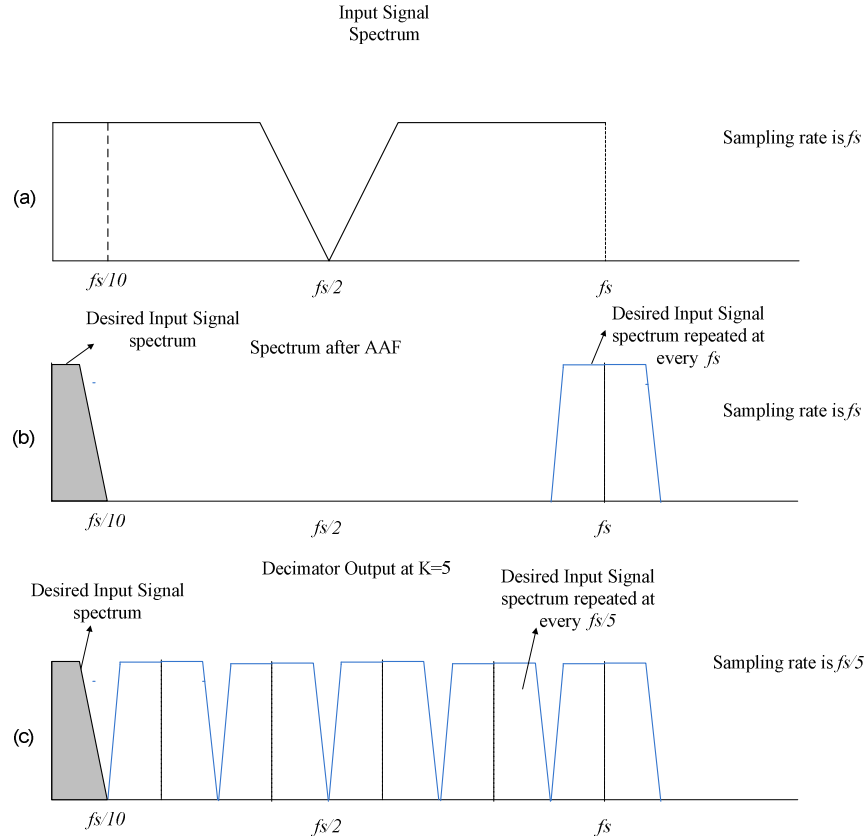 Input Signal
Spectrum
Sampling rate is fs
(a)
fs/10
fs/2
fs
Desired Input Signal
spectrum
Spectrum after AAF
Desired Input Signal
spectrum repeated at
every fs
Sampling rate is fs
(b)
fs/10
fs/2
fs
Decimator Output at K=5
Desired Input Signal
spectrum
Desired Input Signal
spectrum repeated at
every fs/5
Sampling rate is fs/5
(c)
fs/10
fs/2
fs